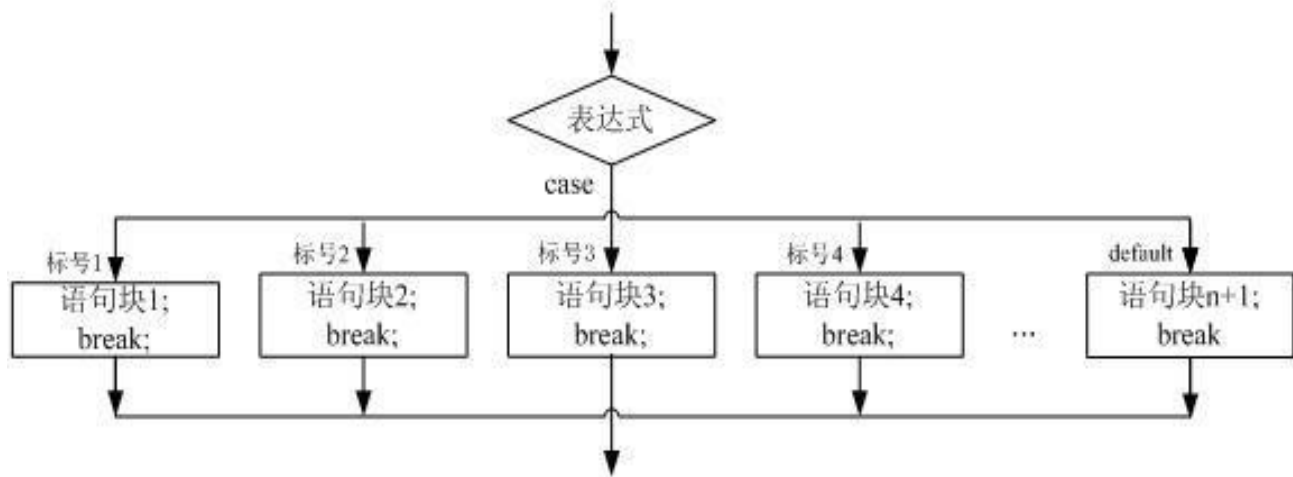 表达式
case
标号1
标号2
标号3
标号4
default
语句块1;
break;
语句块2;
break;
语句块3;
break;
语句块4;
break;
...
语句块n+1;
break